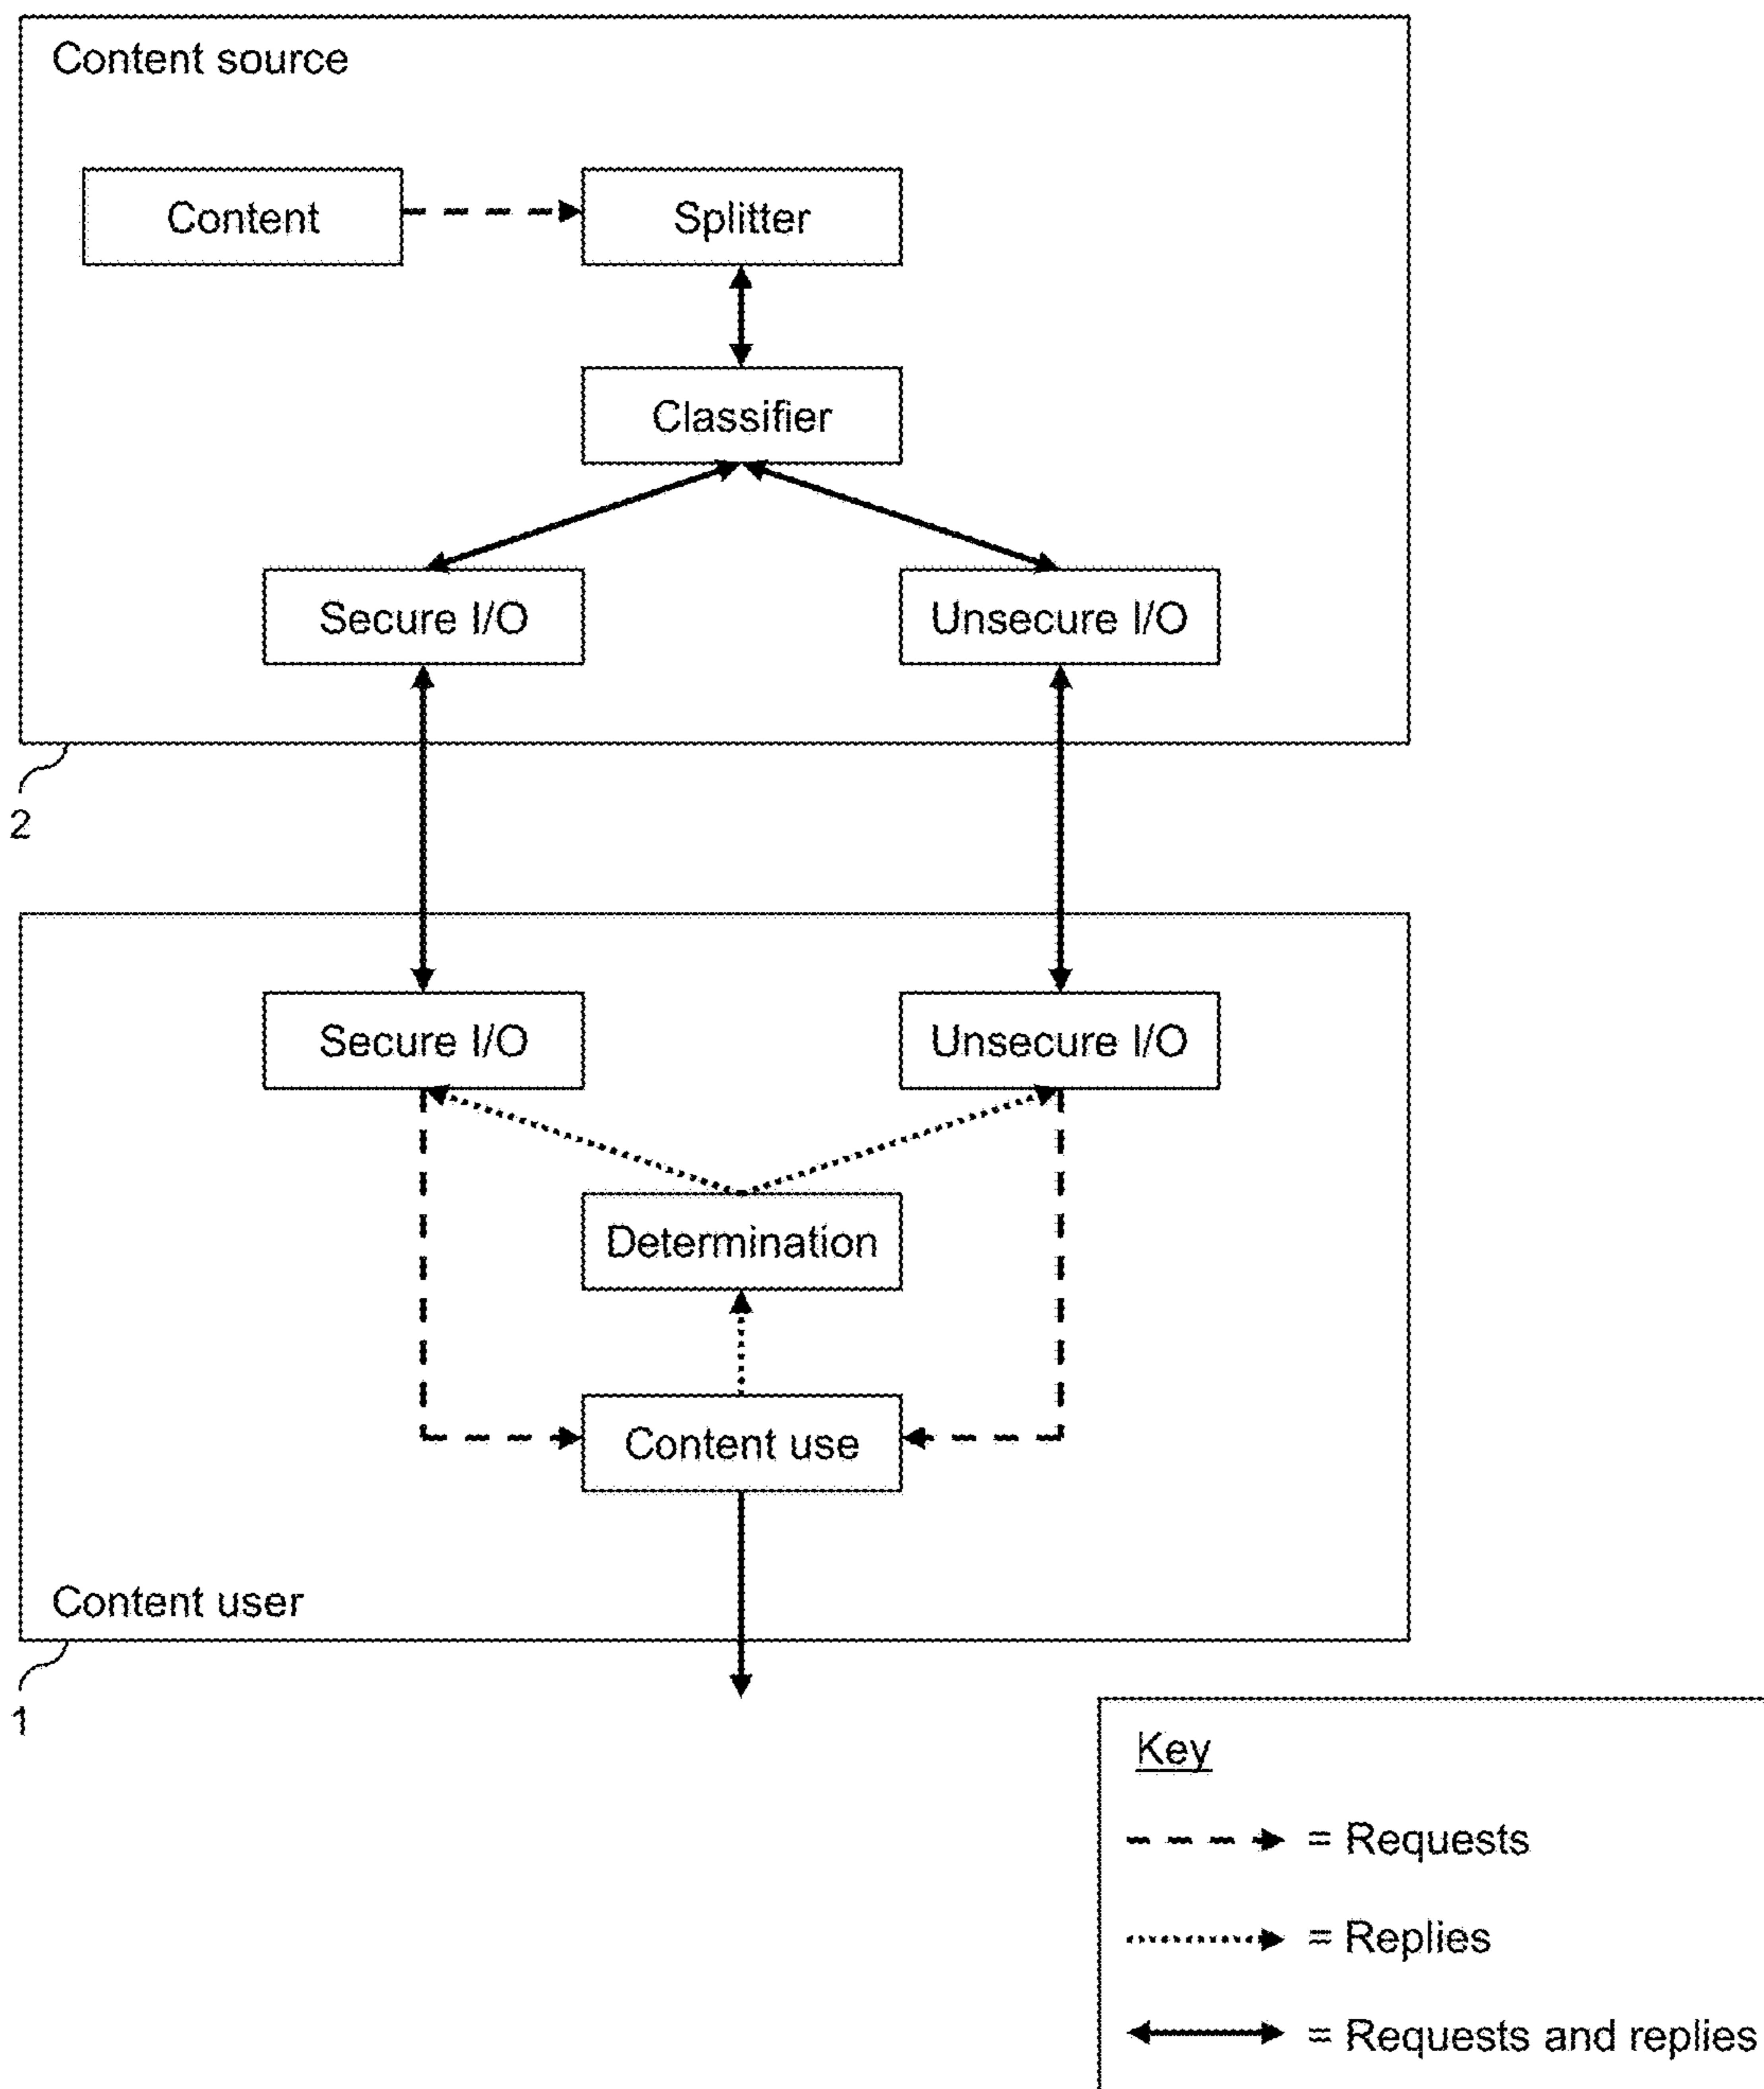 Content source
Content
Splitter
Classifier
Secure I/O
Unsecure I/O
2
Secure I/O
Unsecure I/O
Determination
Content use
Content user
1
Key
= Requests
= Replies
= Requests and replies